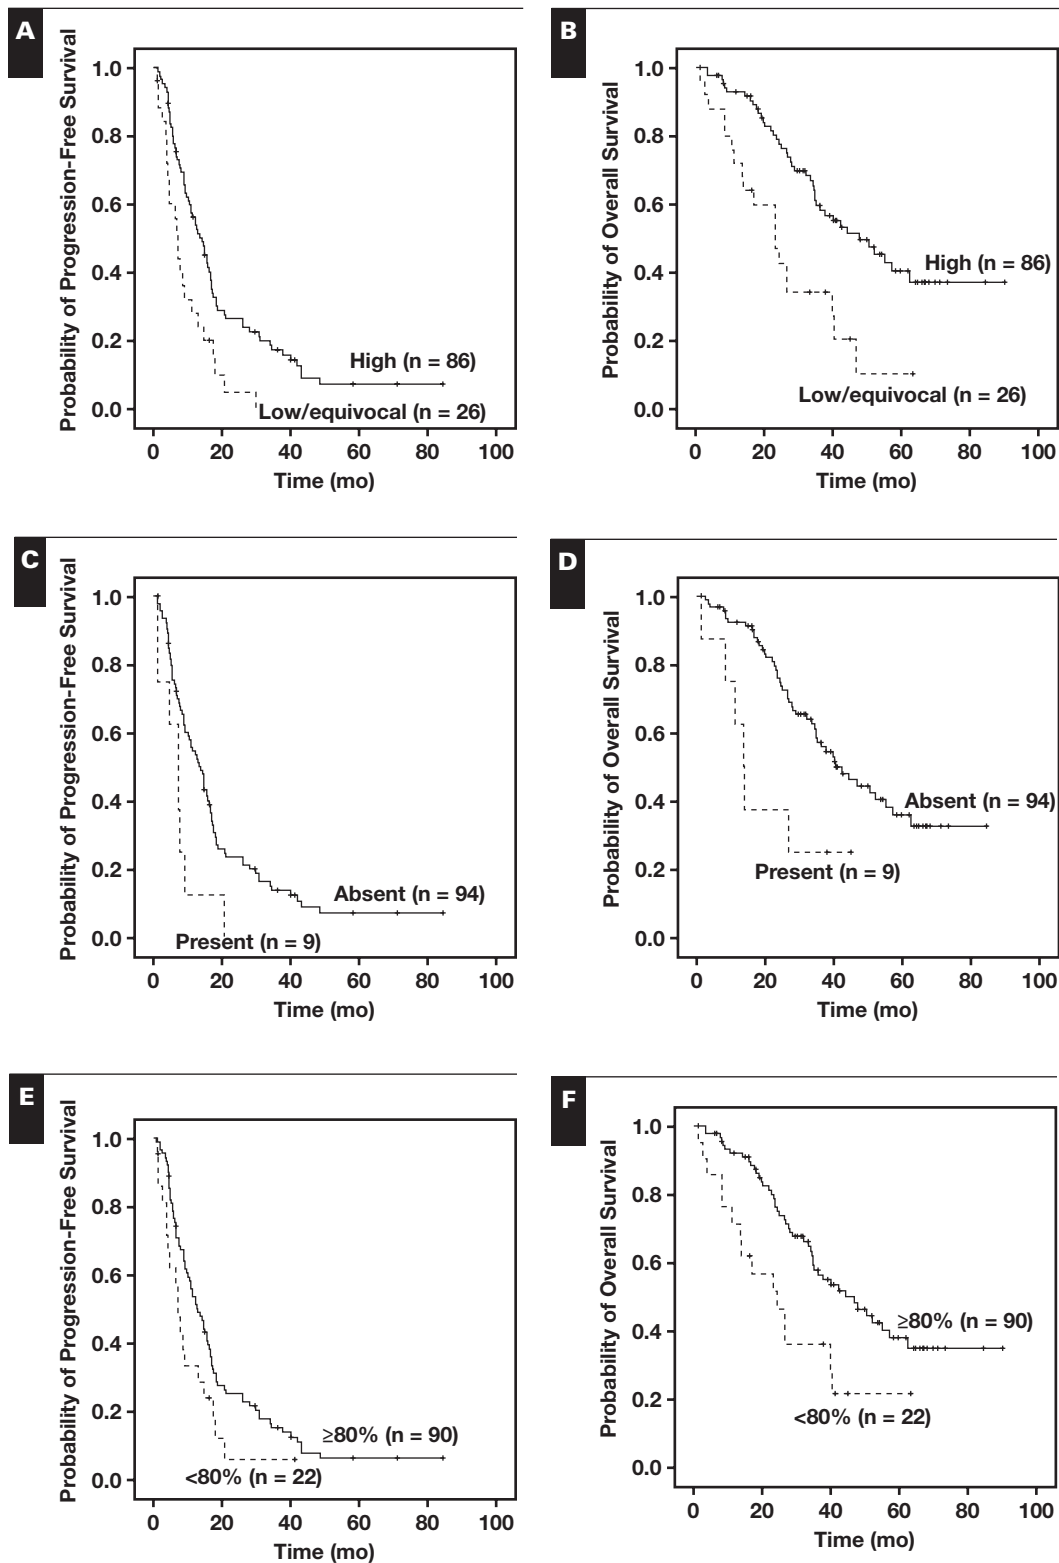 A
Probability of Progression-Free Survival
1.0
0.8
0.6
0.4
0.2
0.0
High (n = 86)
Low/equivocal (n = 26)
0 20 40 60 80 100
Time (mo)
B
Probability of Overall Survival
1.0
0.8
0.6
0.4
0.2
0.0
High (n = 86)
Low/equivocal (n = 26)
0 20 40 60 80 100
Time (mo)
C
Probability of Progression-Free Survival
1.0
0.8
0.6
0.4
0.2
0.0
Absent (n = 94)
Present (n = 9)
0 20 40 60 80 100
Time (mo)
D
Probability of Overall Survival
1.0
0.8
0.6
0.4
0.2
0.0
Absent (n = 94)
Present (n = 9)
0 20 40 60 80 100
Time (mo)
E
Probability of Progression-Free Survival
1.0
0.8
0.6
0.4
0.2
0.0
≥80% (n = 90)
<80% (n = 22)
0 20 40 60 80 100
Time (mo)
F
Probability of Overall Survival
1.0
0.8
0.6
0.4
0.2
0.0
≥80% (n = 90)
<80% (n = 22)
0 20 40 60 80 100
Time (mo)